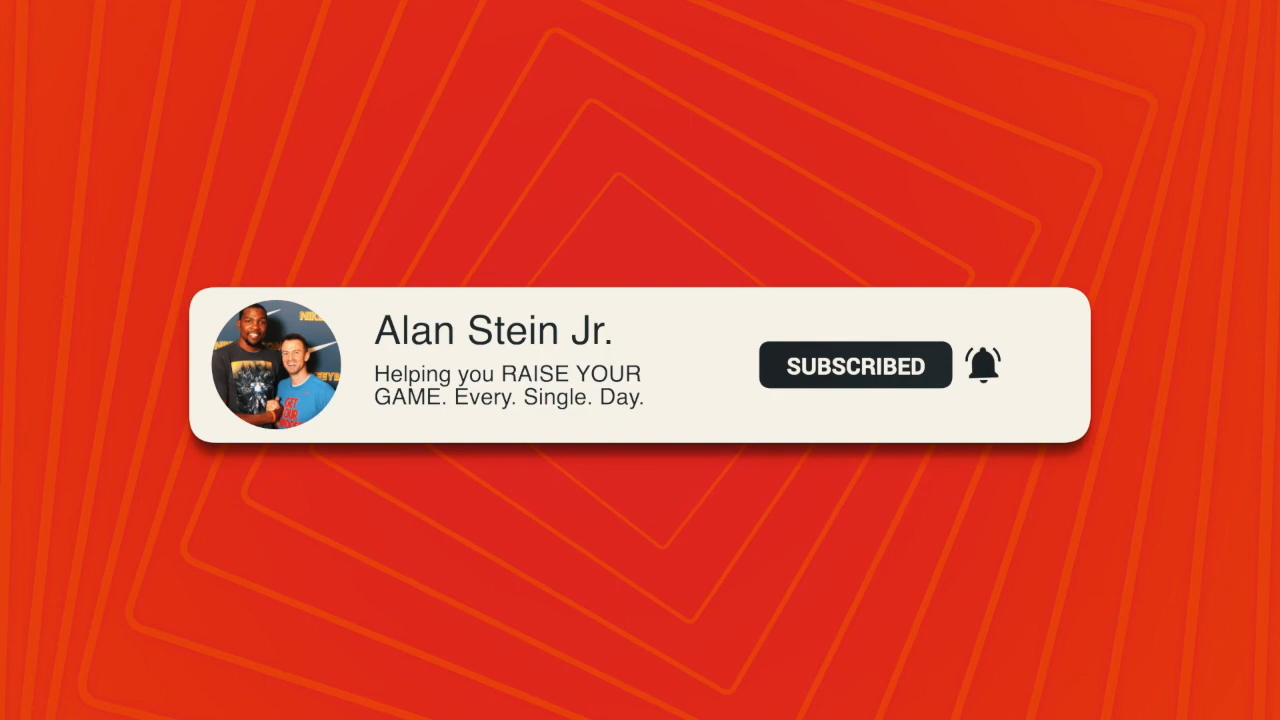 Alan Stein Jr.
Helping you RAISE YOUR
GAME. Every. Single. Day.
SUBSCRIBED